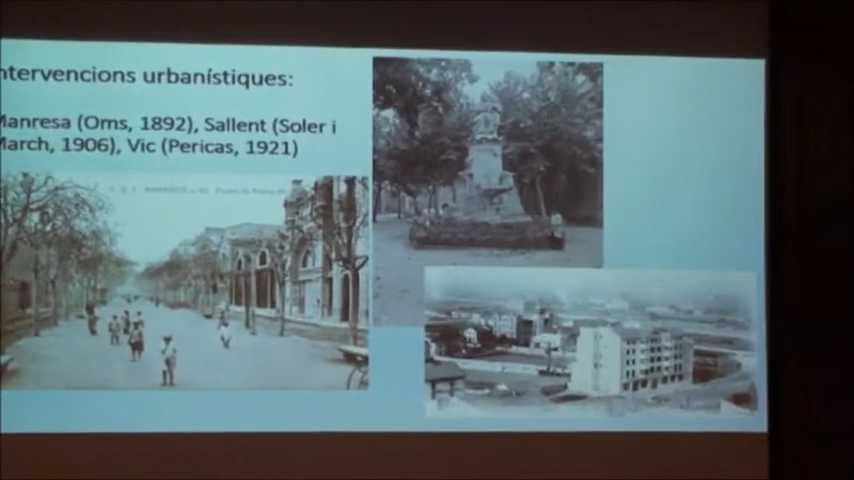 ntervencions urbanístiques:
Manresa (Oms, 1892), Sallent (Soler i
March, 1906), Vic (Pericas, 1921)